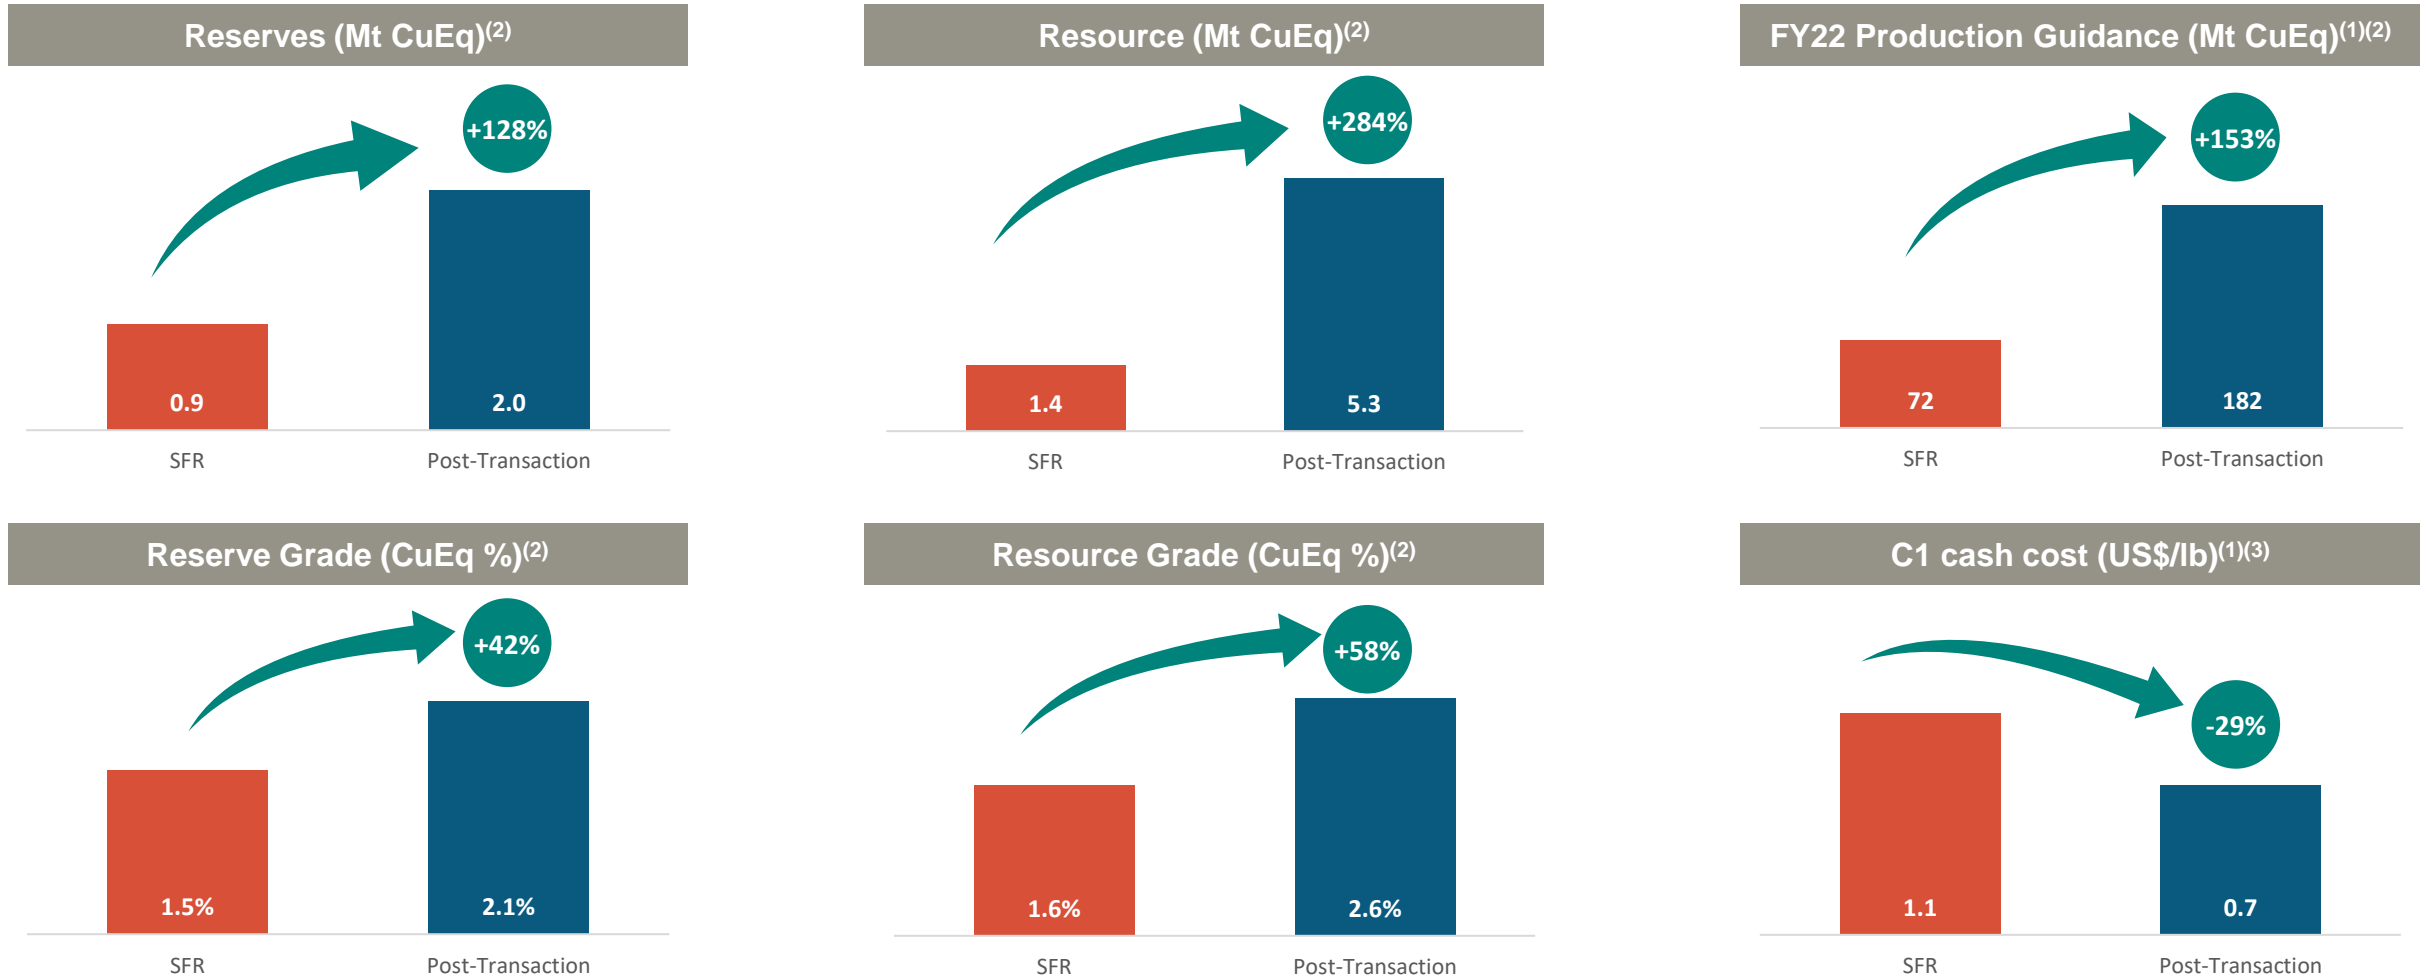 Reserves (Mt CuEq)(2)
+128%
0.9
2.0
SFR
Post-Transaction
Resource (Mt CuEq)(2)
+284%
1.4
5.3
SFR
Post-Transaction
FY22 Production Guidance (Mt CuEq)(1)(2)
+153%
72
182
SFR
Post-Transaction
Reserve Grade (CuEq %)(2)
+42%
1.5%
2.1%
SFR
Post-Transaction
Resource Grade (CuEq %)(2)
+58%
1.6%
2.6%
SFR
Post-Transaction
C1 cash cost (US$/lb)(1)(3)
-29%
1.1
0.7
SFR
Post-Transaction